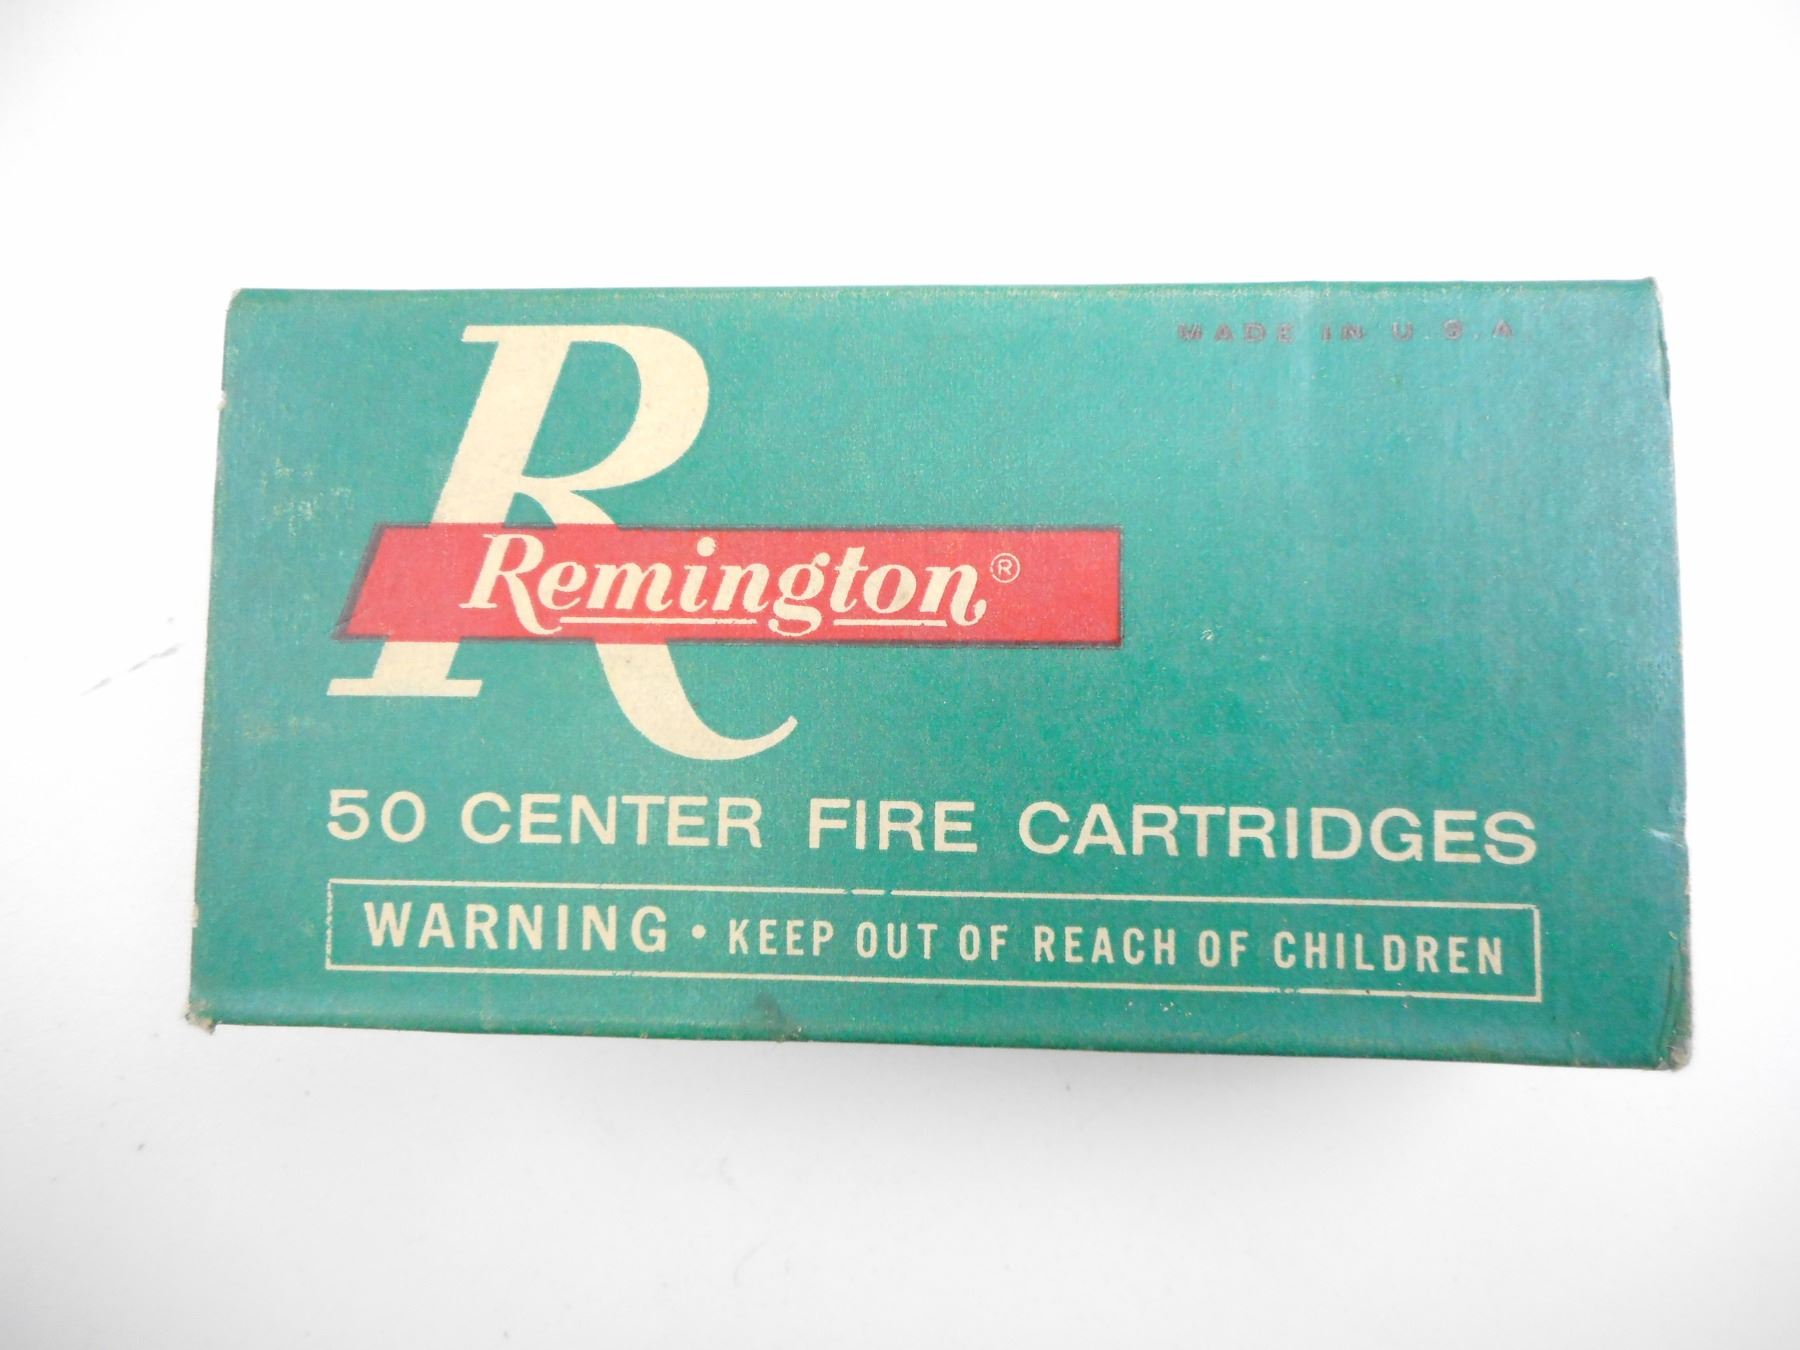 MADE IN U.S.A.
R
Remington®
50 CENTER FIRE CARTRIDGES
WARNING • KEEP OUT OF REACH OF CHILDREN